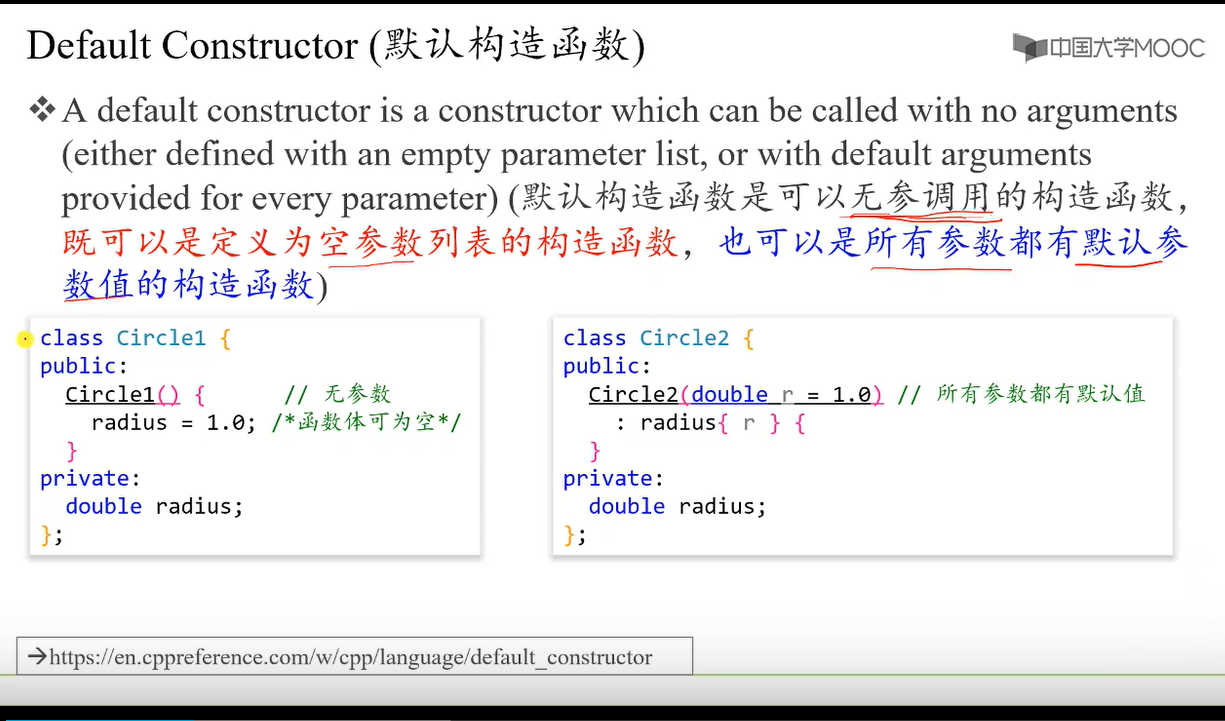 Default Constructor (默认构造函数)
中国大学MOOC
❖ A default constructor is a constructor which can be called with no arguments
(either defined with an empty parameter list, or with default arguments
provided for every parameter) (默认构造函数是可以无参调用的构造函数，
既可以是定义为空参数列表的构造函数，也可以是所有参数都有默认参
数值的构造函数)
class Circle1 {
public:
  Circle1() {      // 无参数
    radius = 1.0; /*函数体可为空*/
  }
private:
  double radius;
};
class Circle2 {
public:
  Circle2(double r = 1.0) // 所有参数都有默认值
    : radius{ r } {
  }
private:
  double radius;
};
→https://en.cppreference.com/w/cpp/language/default_constructor